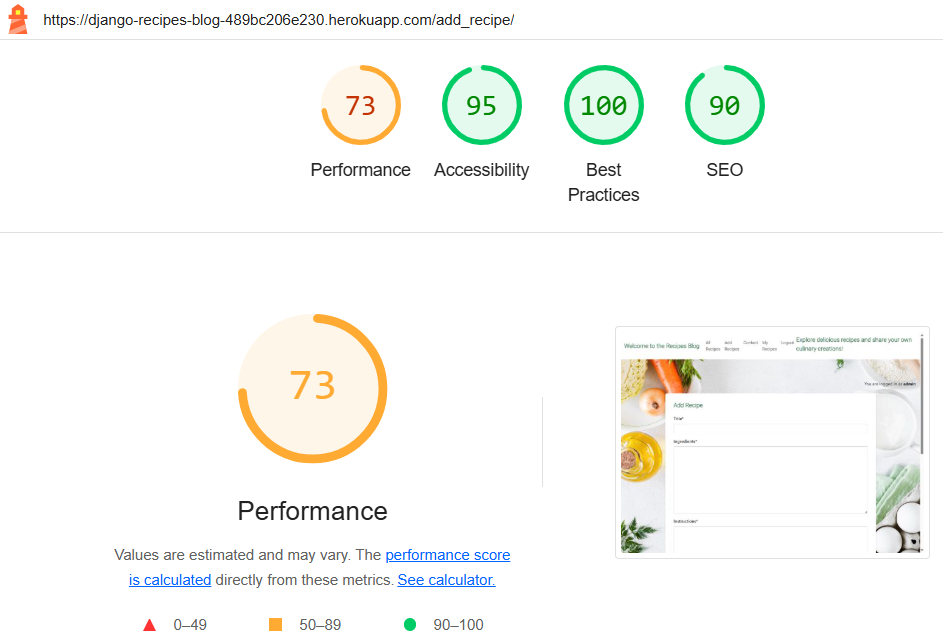 https://django-recipes-blog-489bc206e230.herokuapp.com/add_recipe/
73
95
100
90
Performance
Accessibility
Best
Practices
SEO
73
Performance
Values are estimated and may vary. The performance score
is calculated directly from these metrics. See calculator.
0–49
50–89
90–100
Welcome to the Recipes Blog
All
Recipes
Add
Recipes
Contact
My
Recipes
Logout
Explore delicious recipes and share your own
culinary creations!
You are logged in as admin
Add Recipe
Title*
Ingredients*
Instructions*